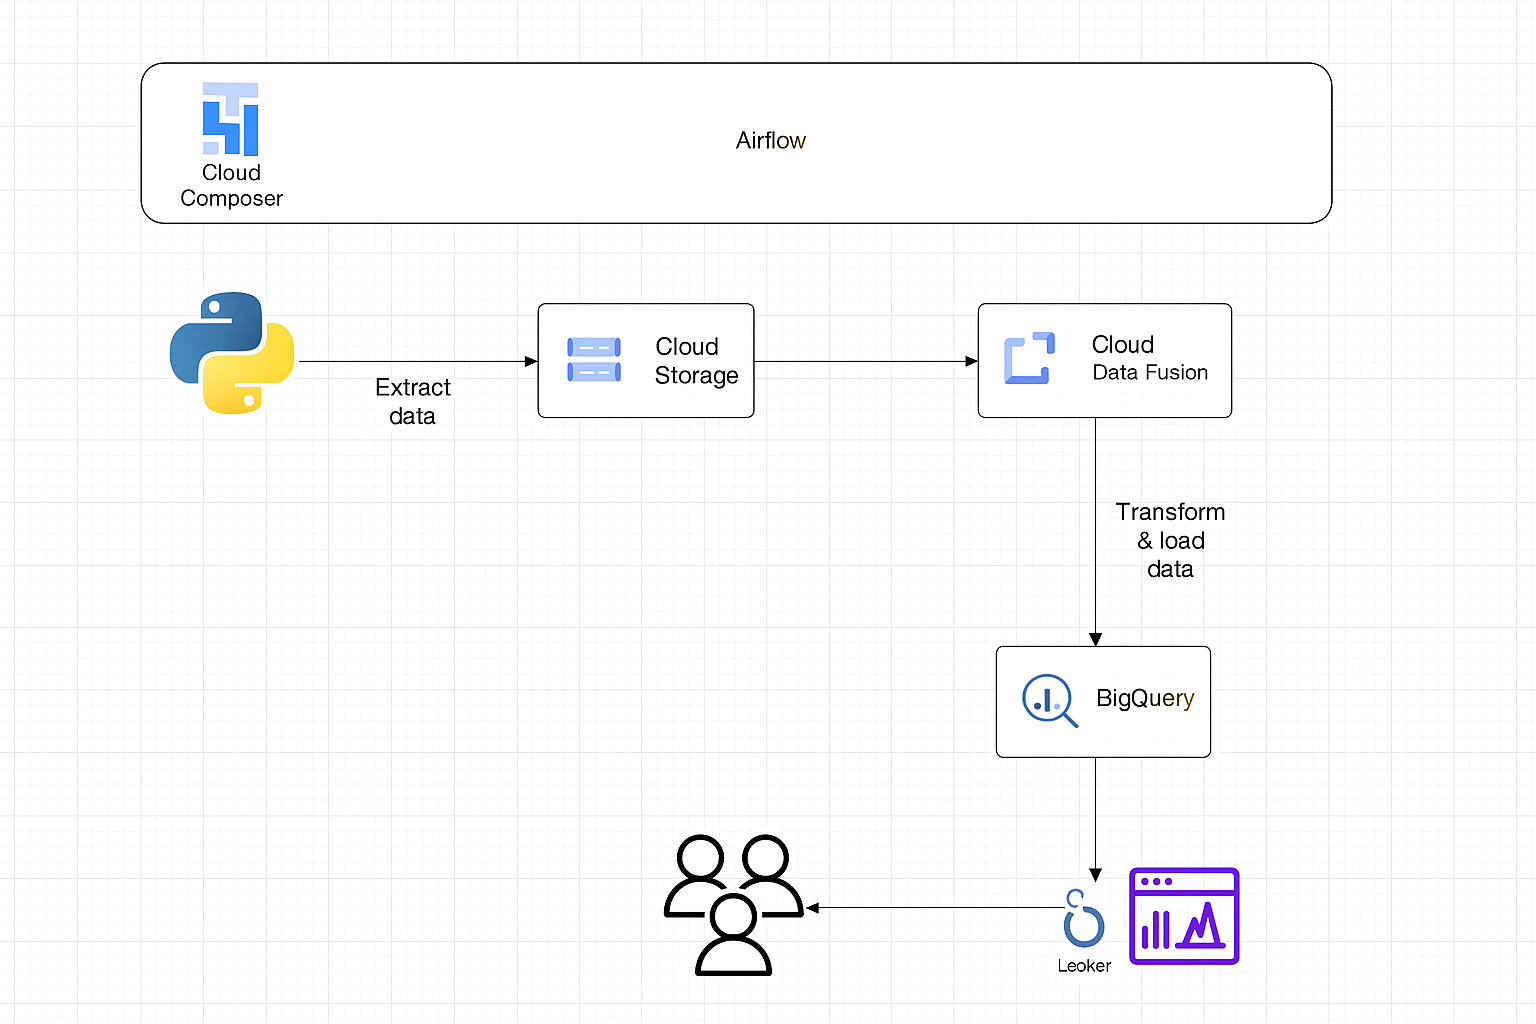 Airflow
Cloud
Composer
Extract
data
Cloud
Storage
Cloud
Data Fusion
Transform
& load
data
BigQuery
Leoker